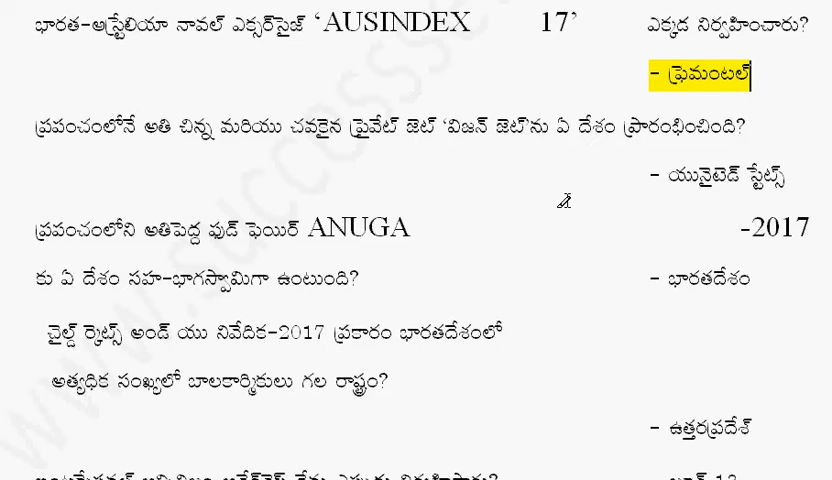 భారత-ఆస్ట్రేలియా నావల్ ఎక్సర్‌సైజ్ 'AUSINDEX 17' ఎక్కడ నిర్వహించారు?
- ఫ్రెమంటల్
ప్రపంచంలోనే అతి చిన్న మరియు చవకైన ప్రైవేట్ జెట్ 'విజన్ జెట్'ను ఏ దేశం ప్రారంభించింది?
- యునైటెడ్ స్టేట్స్
ప్రపంచంలోని అతిపెద్ద ఫుడ్ ఫెయిర్ ANUGA -2017
కు ఏ దేశం సహ-భాగస్వామిగా ఉంటుంది? - భారతదేశం
చైల్డ్ రైట్స్ అండ్ యు నివేదిక-2017 ప్రకారం భారతదేశంలో
అత్యధిక సంఖ్యలో బాలకార్మికులు గల రాష్ట్రం?
- ఉత్తరప్రదేశ్